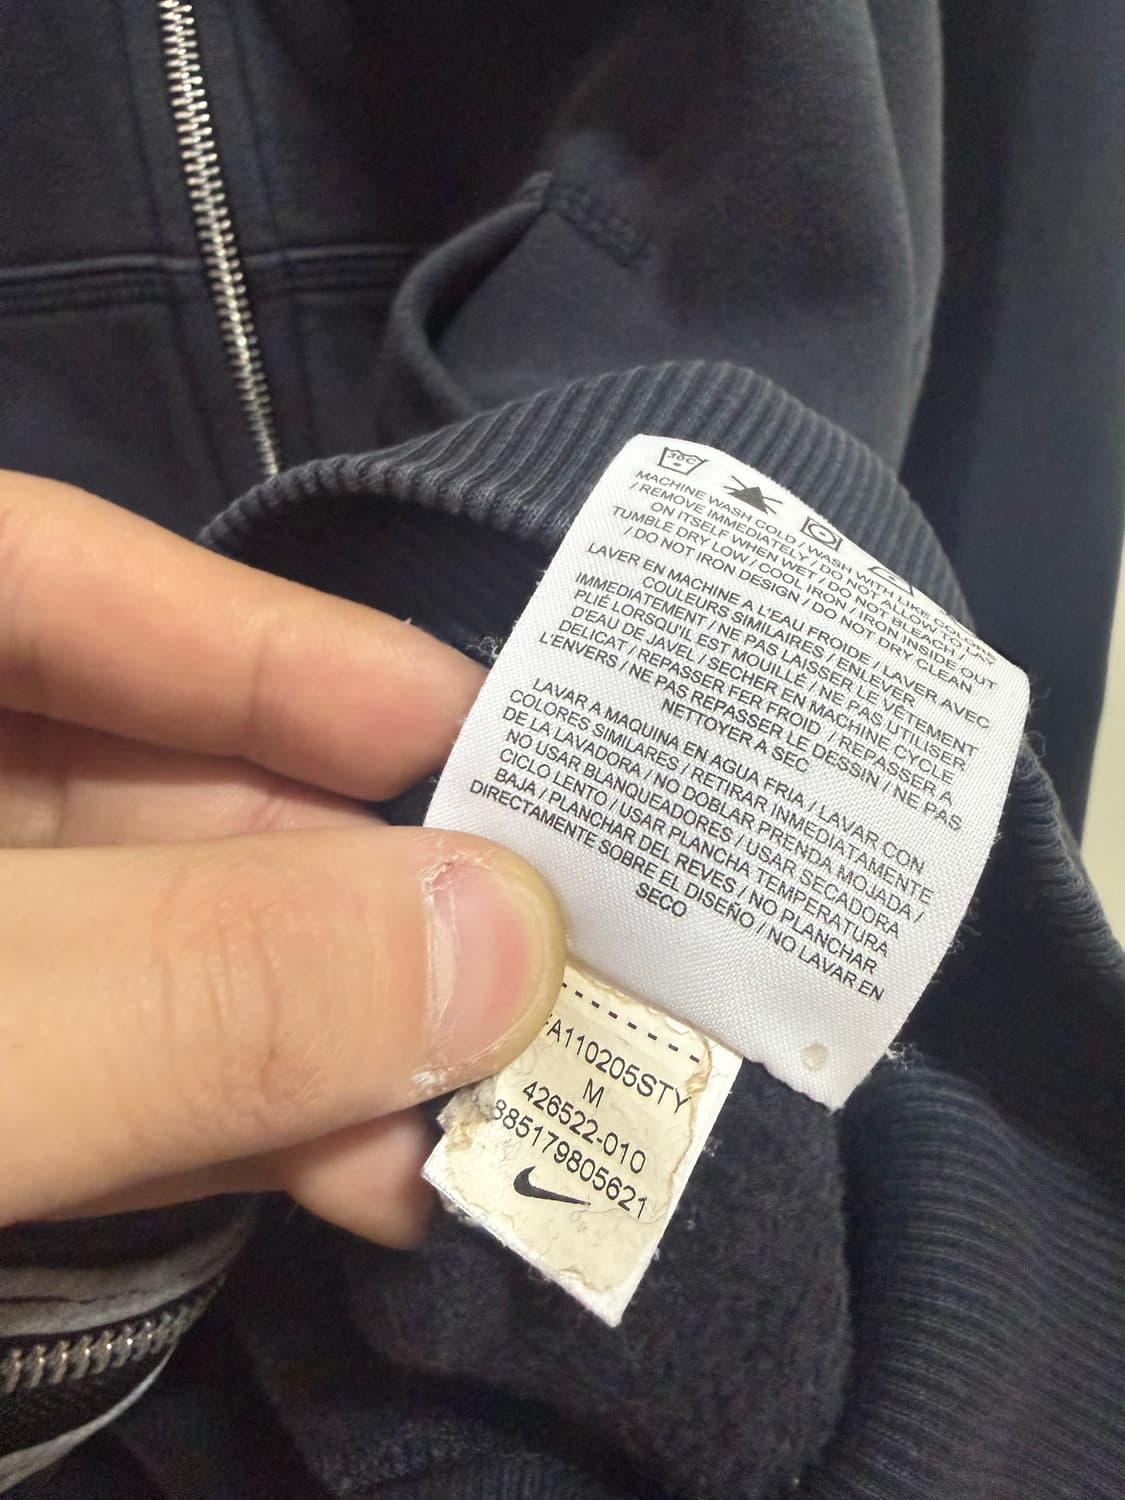 30C
MACHINE WASH COLD / WASH WITH LIKE COLORS
/ REMOVE IMMEDIATELY / DO NOT ALLOW TO LAY
ON ITSELF WHEN WET / DO NOT BLEACH /
TUMBLE DRY LOW / COOL IRON / IRON INSIDE OUT
/ DO NOT IRON DESIGN / DO NOT DRY CLEAN
LAVER EN MACHINE A L'EAU FROIDE / LAVER AVEC
COULEURS SIMILAIRES / ENLEVER
IMMEDIATEMENT / NE PAS LAISSER LE VÊTEMENT
PLIÉ LORSQUIL EST MOUILLÉ / NE PAS UTILISER
D'EAU DE JAVEL / SECHER EN MACHINE CYCLE
DELICAT / REPASSER FER FROID / REPASSER A
L'ENVERS / NE PAS REPASSER LE DESSIN / NE PAS
NETTOYER A SEC
LAVAR A MAQUINA EN AGUA FRIA / LAVAR CON
COLORES SIMILARES / RETIRAR INMEDIATAMENTE
DE LA LAVADORA / NO DOBLAR PRENDA MOJADA /
NO USAR BLANQUEADORES / USAR SECADORA
CICLO LENTO / USAR PLANCHA TEMPERATURA
BAJA / PLANCHAR DEL REVES / NO PLANCHAR
DIRECTAMENTE SOBRE EL DISEÑO / NO LAVAR EN
SECO
FA110205STY
M
426522-010
885179805621